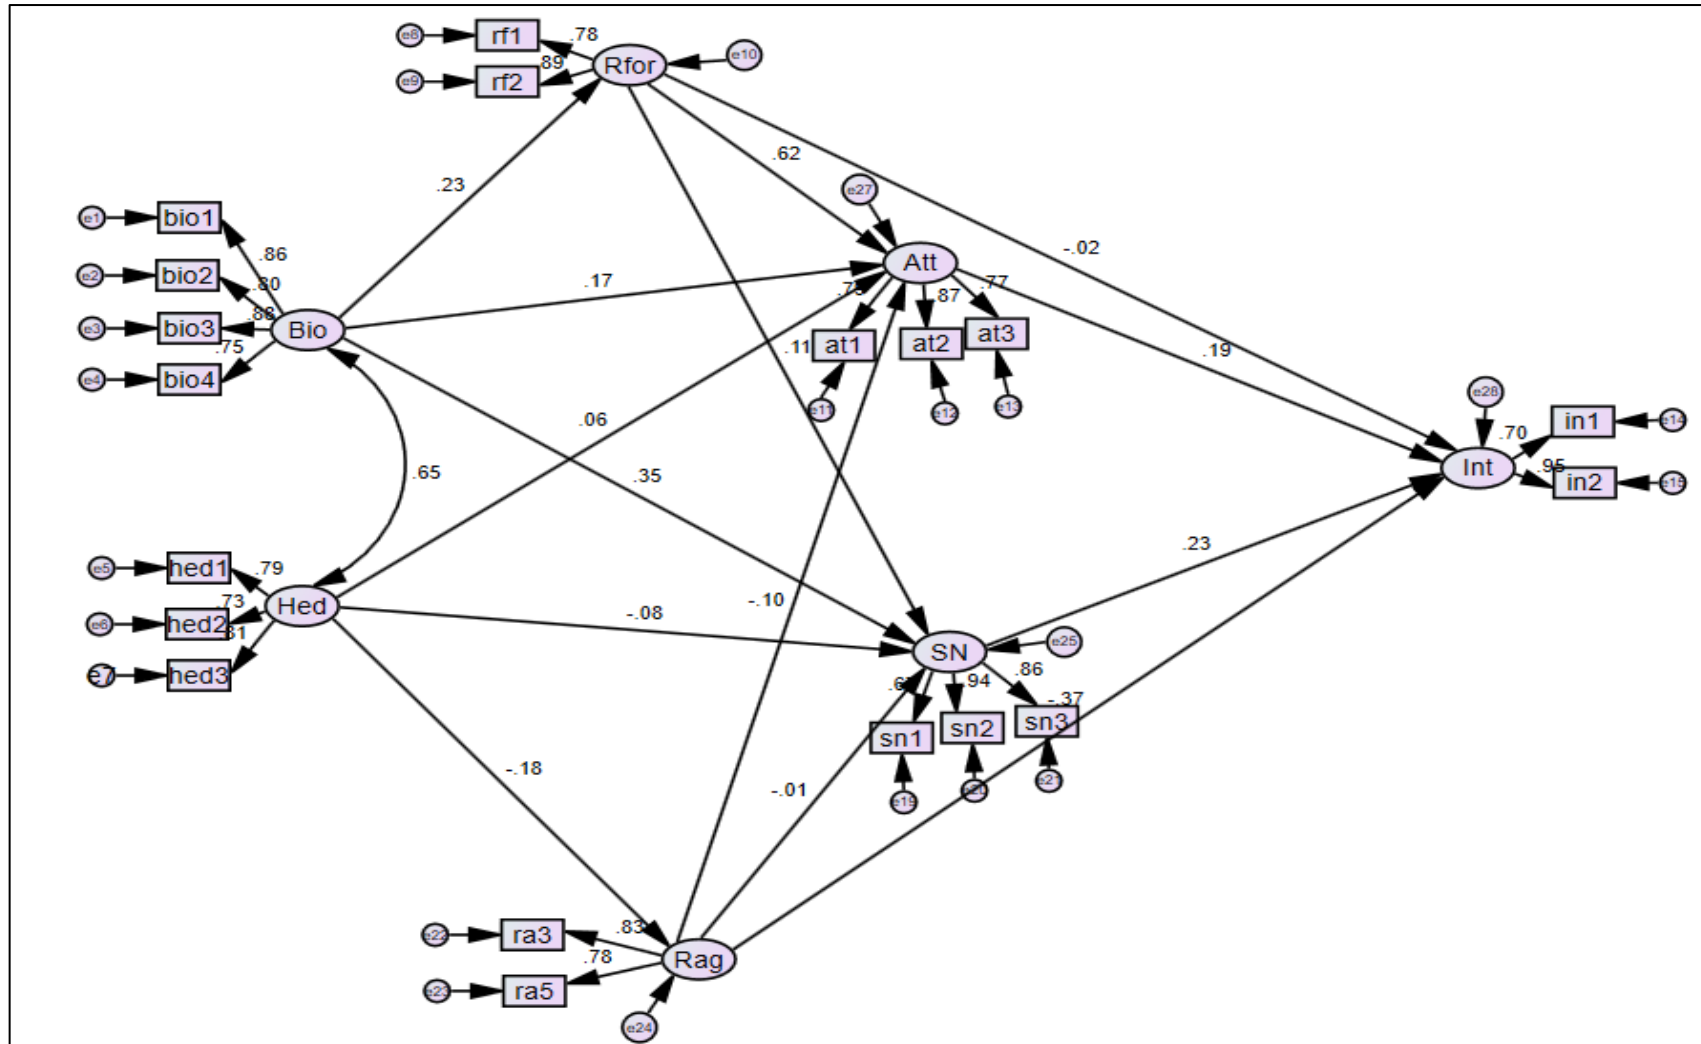 e8
rf1
.78
Rfor
e10
e9
rf2
.89
.62
.23
e27
e1
bio1
.86
-.02
Att
e2
bio2
.80
.17
.77
.87
e3
bio3
.88
Bio
at1
at2
at3
.11
.19
.75
e4
bio4
e11
e12
e13
e28
in1
e14
.70
.06
Int
.95
in2
e15
.65
.35
.23
e5
hed1
.79
Hed
-.10
.73
e6
hed2
-.08
e25
SN
.86
e7
hed3
.94
-.37
sn1
sn2
sn3
-.18
-.01
e19
e20
e21
e22
ra3
.83
.78
Rag
e23
ra5
e24